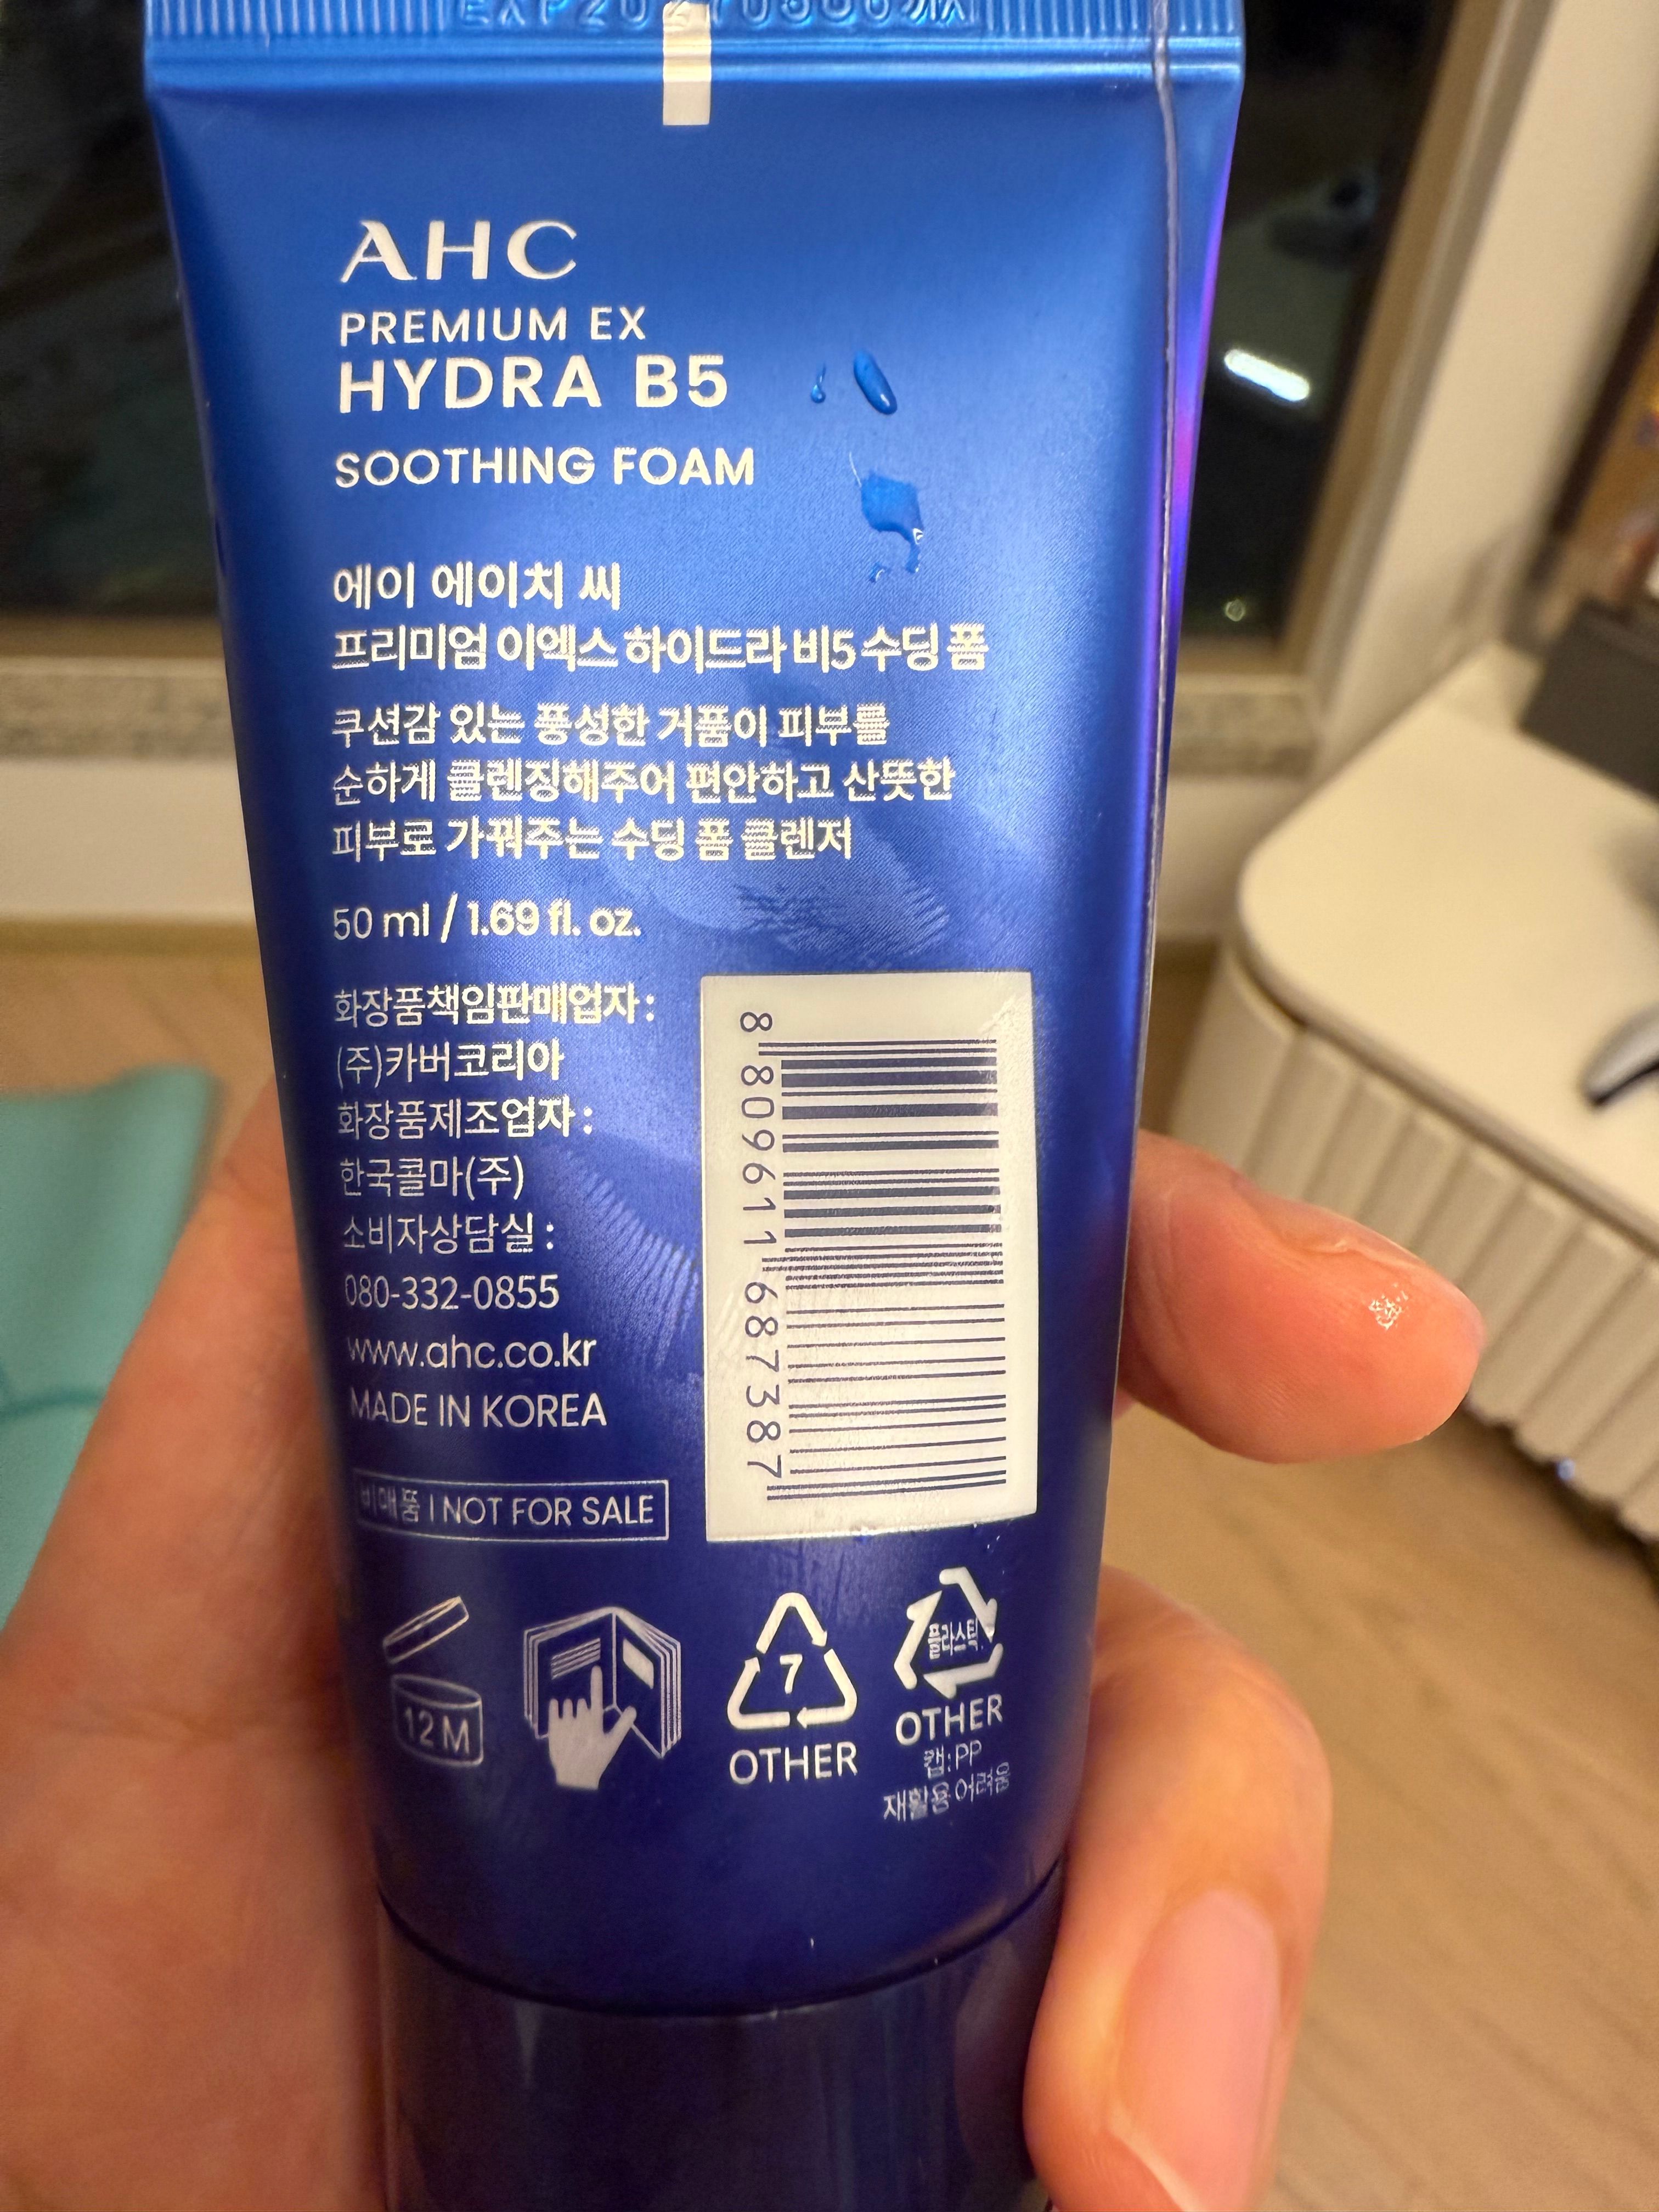 AHC
PREMIUM EX
HYDRA B5
SOOTHING FOAM
에이 에이치 씨
프리미엄 이엑스 하이드라 비5 수딩 폼
쿠션감 있는 풍성한 거품이 피부를
순하게 클렌징해주어 편안하고 산뜻한
피부로 가꿔주는 수딩 폼 클렌저
50 ml / 1.69 fl. oz.
화장품책임판매업자 :
(주)카버코리아
화장품제조업자 :
한국콜마(주)
소비자상담실 :
080-332-0855
www.ahc.co.kr
MADE IN KOREA
8 809611 687387
비매품 | NOT FOR SALE
12M
7
OTHER
플라스틱
OTHER
캡:PP
재활용 어려움